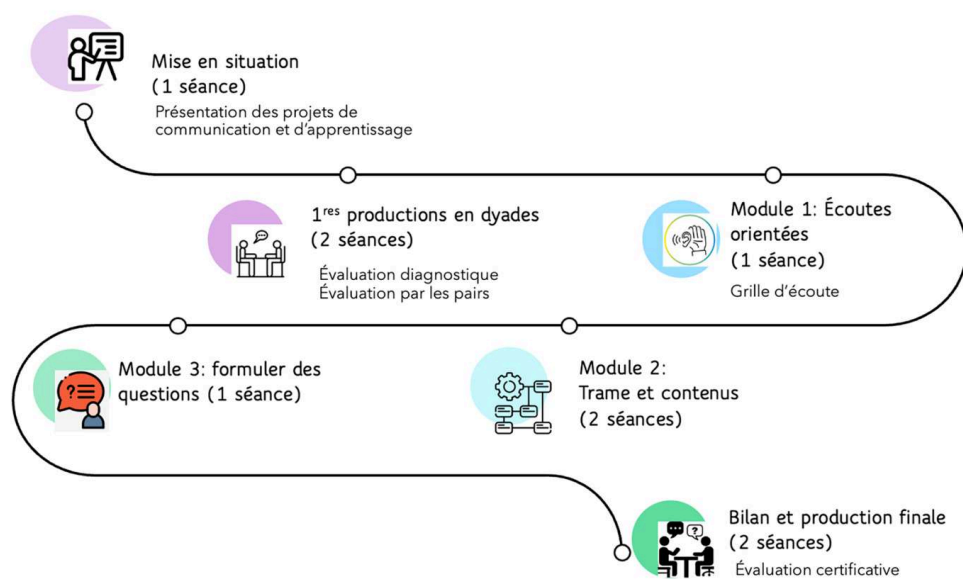 Mise en situation
(1 séance)
Présentation des projets de
communication et d'apprentissage
1res productions en dyades
(2 séances)
Évaluation diagnostique
Évaluation par les pairs
Module 1: Écoutes
orientées
(1 séance)
Grille d'écoute
Module 2:
Trame et contenus
(2 séances)
Module 3: formuler des
questions (1 séance)
Bilan et production finale
(2 séances)
Évaluation certificative